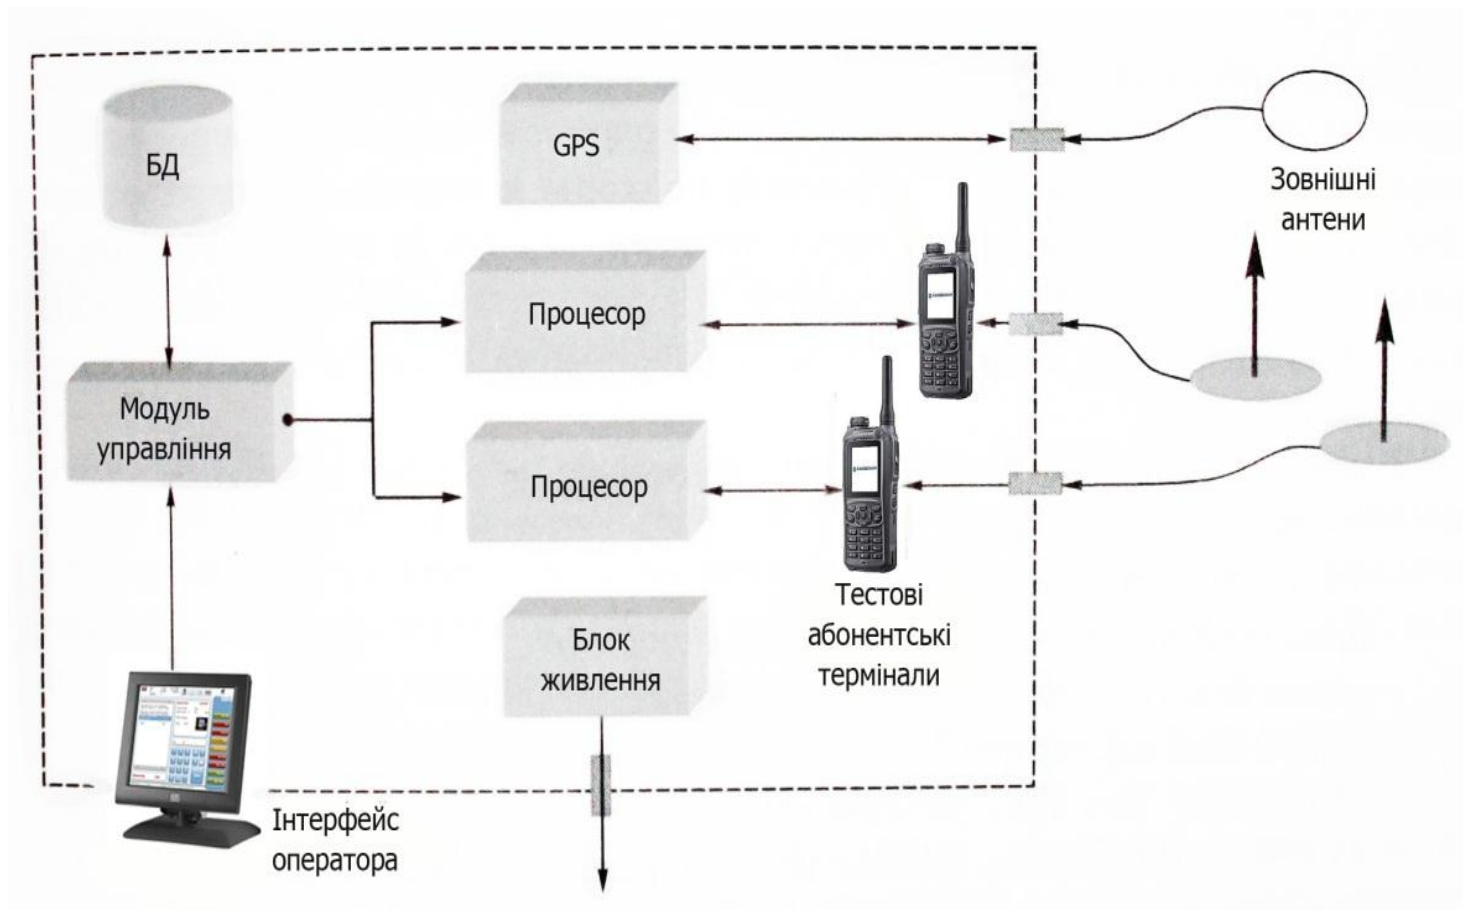 БД
GPS
Зовнішні
антени
Процесор
Модуль
управління
Процесор
Тестові
абонентські
термінали
Блок
живлення
Інтерфейс
оператора